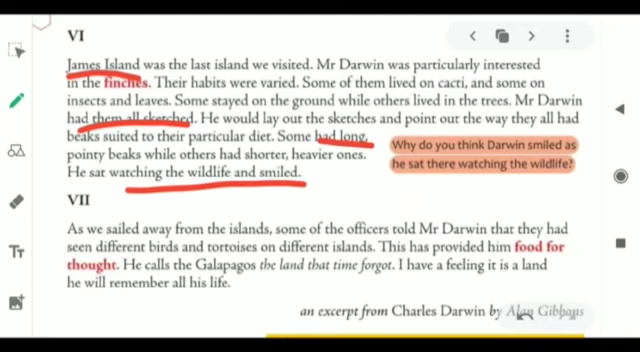 VI
James Island was the last island we visited. Mr Darwin was particularly interested
in the finches. Their habits were varied. Some of them lived on cacti, and some on
insects and leaves. Some stayed on the ground while others lived in the trees. Mr Darwin
had them all sketched. He would lay out the sketches and point out the way they all had
beaks suited to their particular diet. Some had long,
pointy beaks while others had shorter, heavier ones.
He sat watching the wildlife and smiled.
Why do you think Darwin smiled as
he sat there watching the wildlife?
VII
As we sailed away from the islands, some of the officers told Mr Darwin that they had
seen different birds and tortoises on different islands. This has provided him food for
thought. He calls the Galapagos the land that time forgot. I have a feeling it is a land
he will remember all his life.
an excerpt from Charles Darwin by Alan Gibbons
Tт